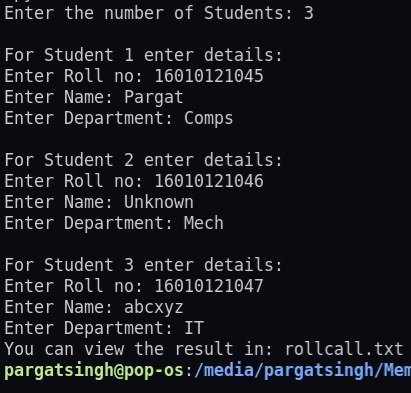 Enter the number of Students: 3
For Student 1 enter details:
Enter Roll no: 16010121045
Enter Name: Pargat
Enter Department: Comps
For Student 2 enter details:
Enter Roll no: 16010121046
Enter Name: Unknown
Enter Department: Mech
For Student 3 enter details:
Enter Roll no: 16010121047
Enter Name: abcxyz
Enter Department: IT
You can view the result in: rollcall.txt
pargatsingh@pop-os:/media/pargatsingh/Mem